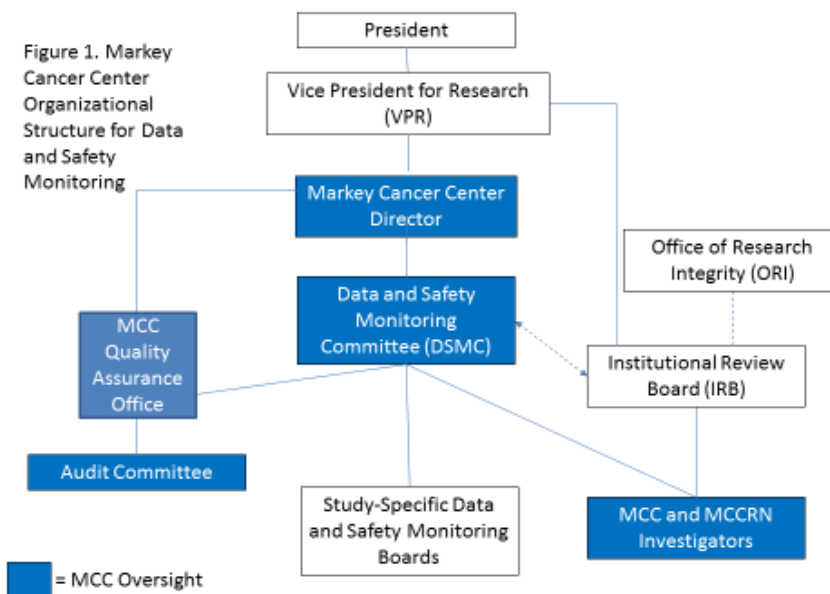 President
Figure 1. Markey
Cancer Center
Organizational
Structure for Data
and Safety
Monitoring
Vice President for Research
(VPR)
Markey Cancer Center
Director
Office of Research
Integrity (ORI)
Data and Safety
Monitoring
Committee (DSMC)
MCC
Quality
Assurance
Office
Institutional Review
Board (IRB)
Audit Committee
Study-Specific Data
and Safety Monitoring
Boards
MCC and MCCRN
Investigators
= MCC Oversight